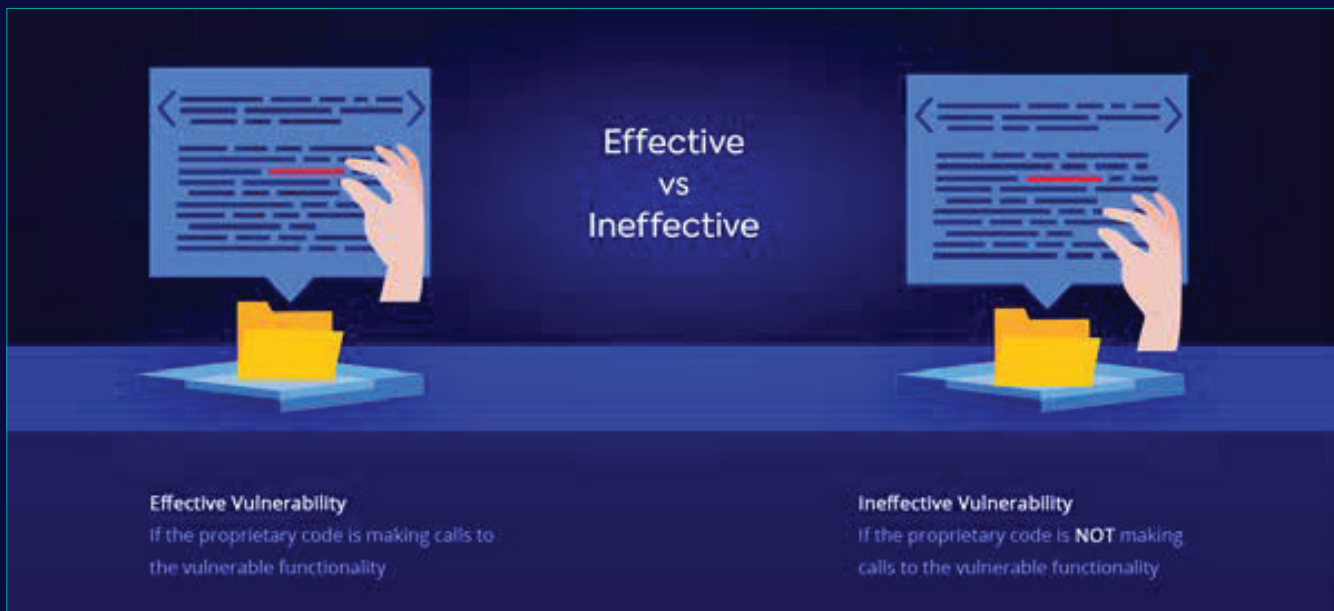 Effective
vs
Ineffective
Effective Vulnerability
If the proprietary code is making calls to
the vulnerable functionality
Ineffective Vulnerability
If the proprietary code is NOT making
calls to the vulnerable functionality